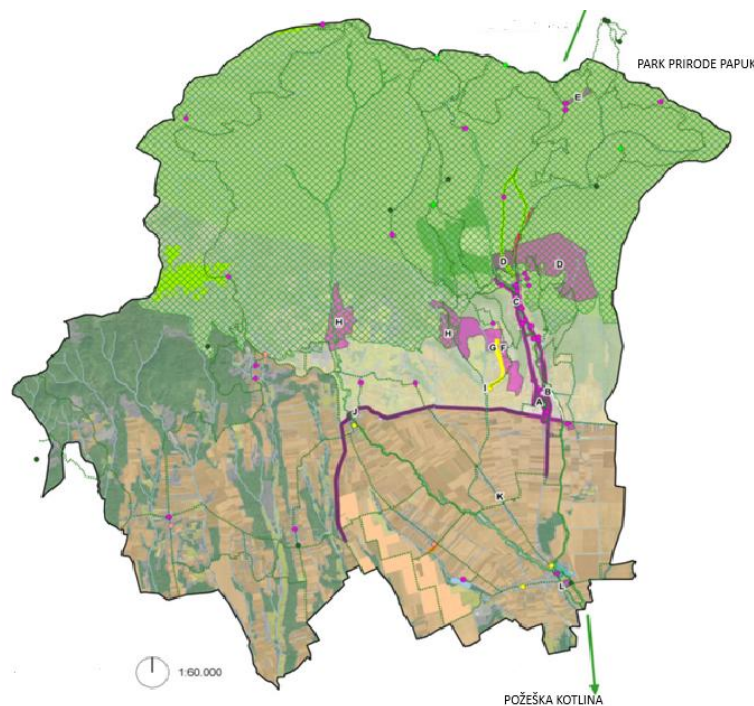 PARK PRIRODE PAPUK
E
D
D
C
H
H
G F
I
B
A
J
K
L
1:60.000
POŽEŠKA KOTLINA